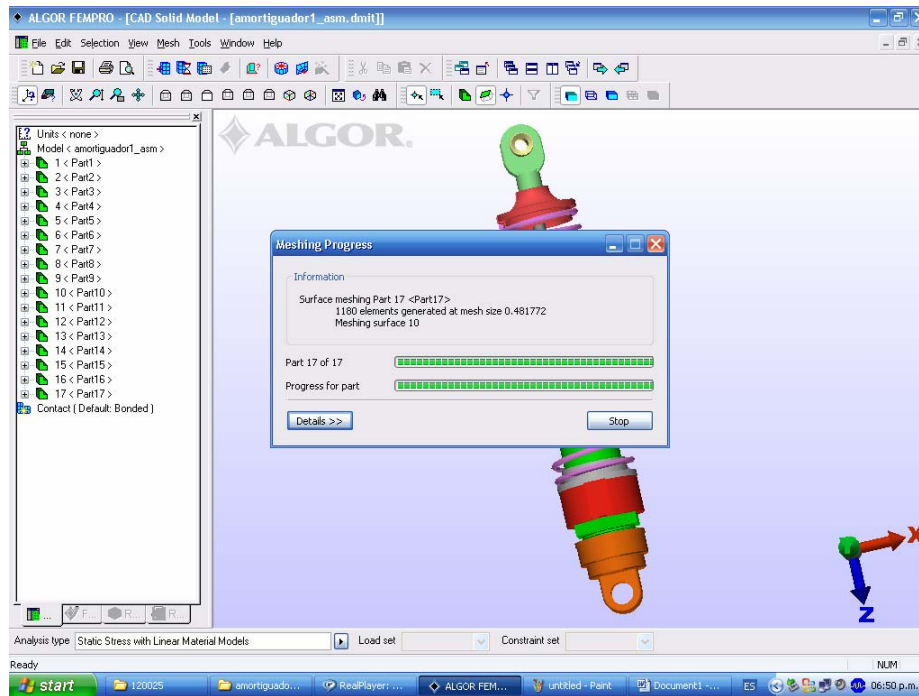 ALGOR FEMPRO - [CAD Solid Model - [amortiguador1_asm.dmit]]
File Edit Selection View Mesh Tools Window Help
Units < none >
Model < amortiguador1_asm >
1 < Part1 >
2 < Part2 >
3 < Part3 >
4 < Part4 >
5 < Part5 >
6 < Part6 >
7 < Part7 >
8 < Part8 >
9 < Part9 >
10 < Part10 >
11 < Part11 >
12 < Part12 >
13 < Part13 >
14 < Part14 >
15 < Part15 >
16 < Part16 >
17 < Part17 >
Contact ( Default: Bonded )
ALGOR.
Meshing Progress
Information
Surface meshing Part 17 <Part17>
1180 elements generated at mesh size 0.481772
Meshing surface 10
Part 17 of 17
Progress for part
Details >>
Stop
X
Z
... F... R... R...
Analysis type Static Stress with Linear Material Models Load set Constraint set
Ready NUM
start 120025 amortiguado... RealPlayer: ... ALGOR FEM... untitled - Paint Document1 -... ES 06:50 p.m.